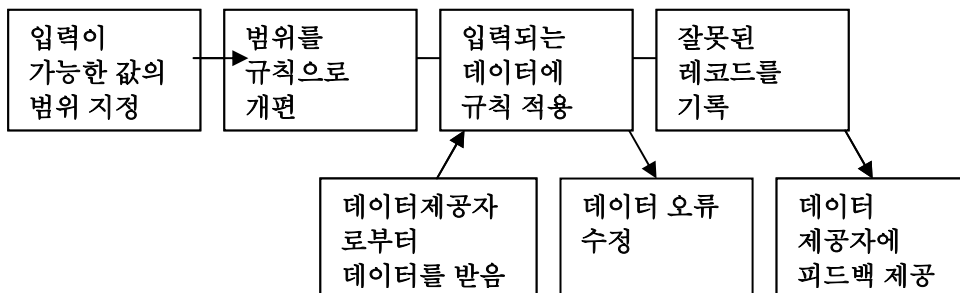 입력이
가능한 값의
범위 지정
범위를
규칙으로
개편
입력되는
데이터에
규칙 적용
잘못된
레코드를
기록
데이터제공자
로부터
데이터를 받음
데이터 오류
수정
데이터
제공자에
피드백 제공